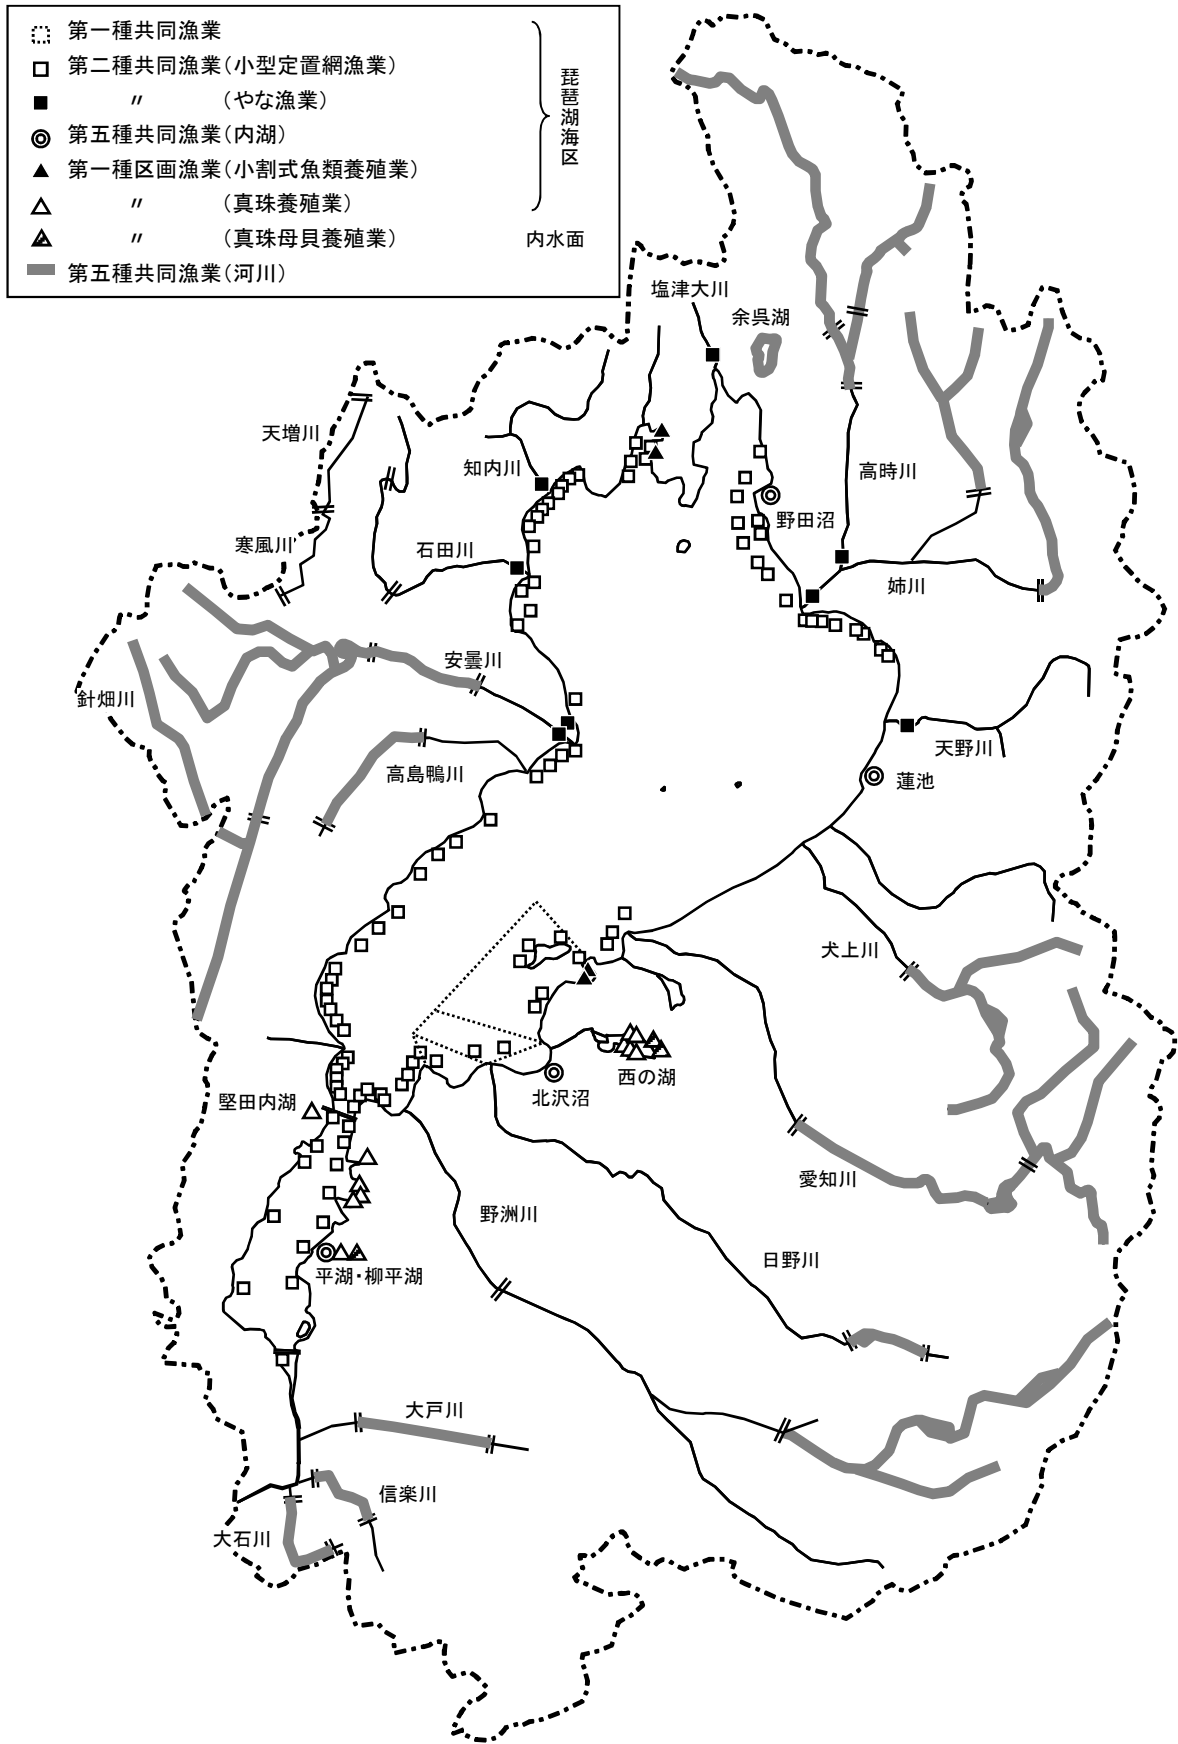 第一種共同漁業
第二種共同漁業(小型定置網漁業)
〃 (やな漁業)
第五種共同漁業(内湖)
第一種区画漁業(小割式魚類養殖業)
〃 (真珠養殖業)
〃 (真珠母貝養殖業)
第五種共同漁業(河川)
琵琶湖海区
内水面
塩津大川
余呉湖
天増川
知内川
高時川
野田沼
寒風川
石田川
姉川
安曇川
針畑川
天野川
高島鴨川
蓮池
犬上川
西の湖
北沢沼
堅田内湖
愛知川
野洲川
日野川
平湖・柳平湖
大戸川
信楽川
大石川